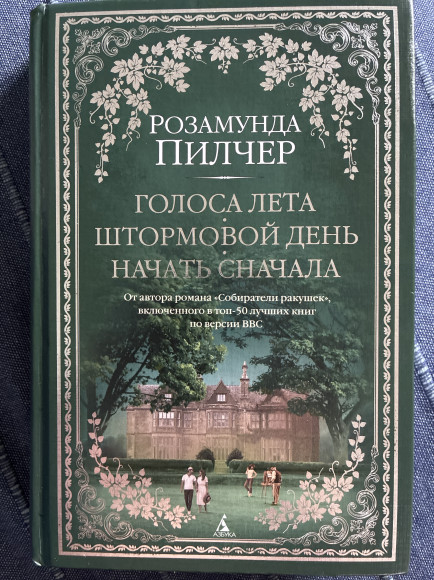 РОЗАМУНДА
ПИЛЧЕР
ГОЛОСА ЛЕТА
ШТОРМОВОЙ ДЕНЬ
НАЧАТЬ СНАЧАЛА
От автора романа «Собиратели ракушек»,
включенного в топ-50 лучших книг
по версии BBC
АЗБУКА